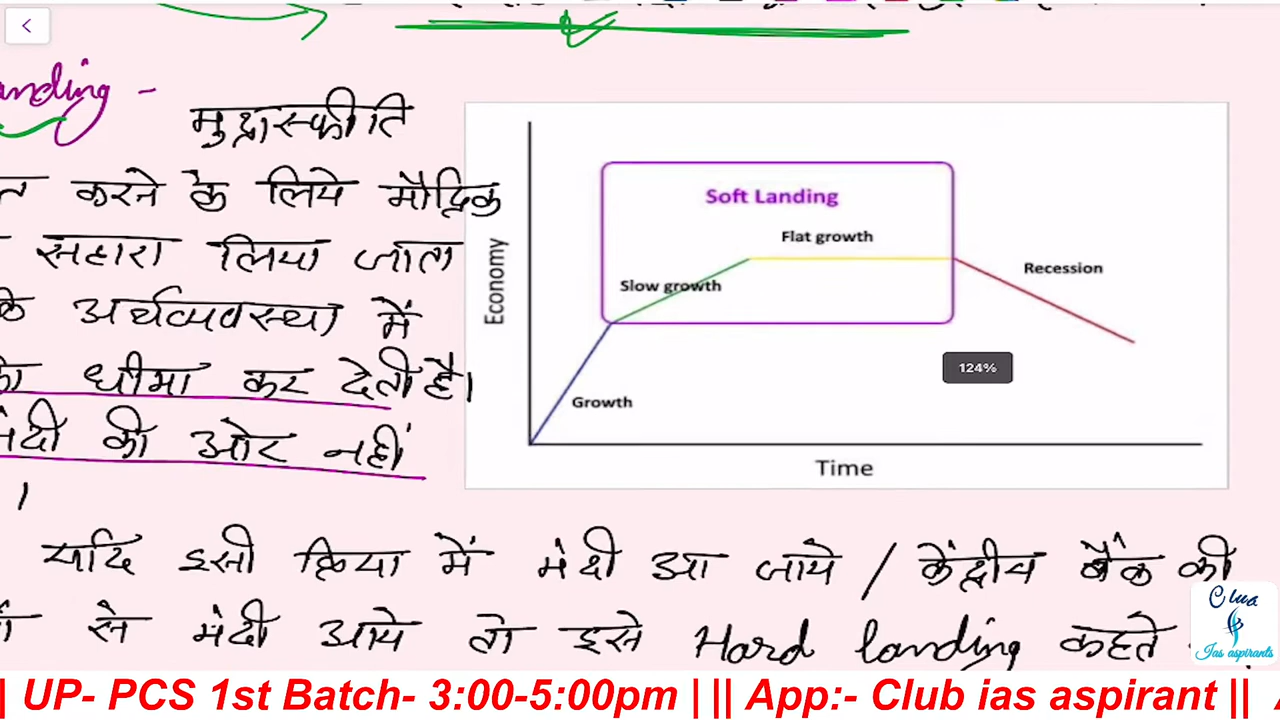 anding -
मुद्रास्फीति
त करने के लिये मौद्रिक
सहारा लिया जाता
के अर्थव्यवस्था में
को धीमा कर देती है।
मंदी की ओर नहीं
।
यदि इसी क्रिया में मंदी आ जाये / केंद्रीय बैंक की
से मंदी आये तो इसे Hard landing कहते
Soft Landing
Flat growth
Slow growth
Recession
Growth
Economy
Time
124%
Club
Ias aspirants
| UP- PCS 1st Batch- 3:00-5:00pm | || App:- Club ias aspirant ||